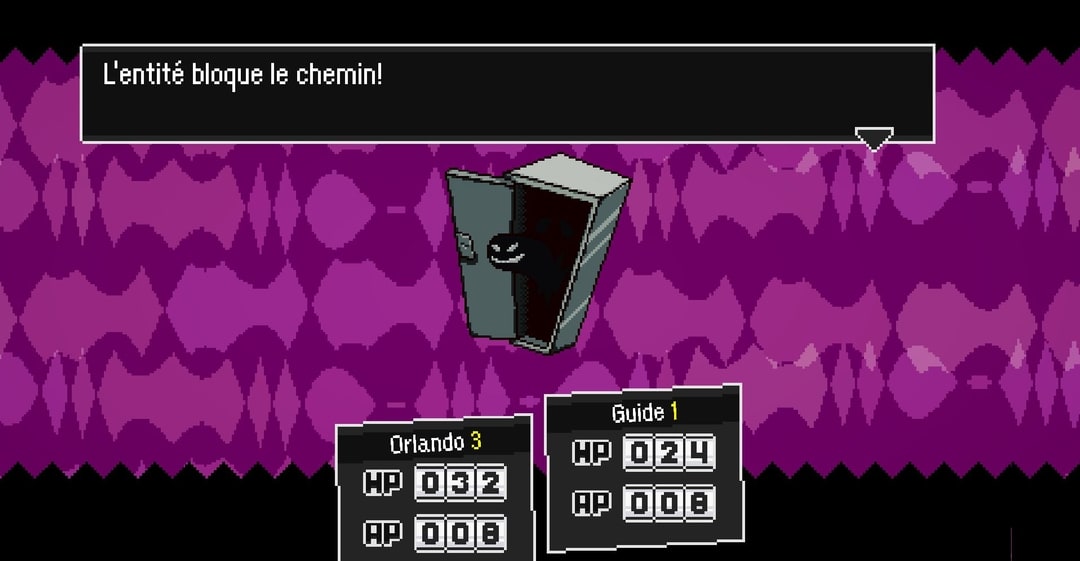 L'entité bloque le chemin!
Orlando 3
HP 032
AP 008
Guide 1
HP 024
AP 008